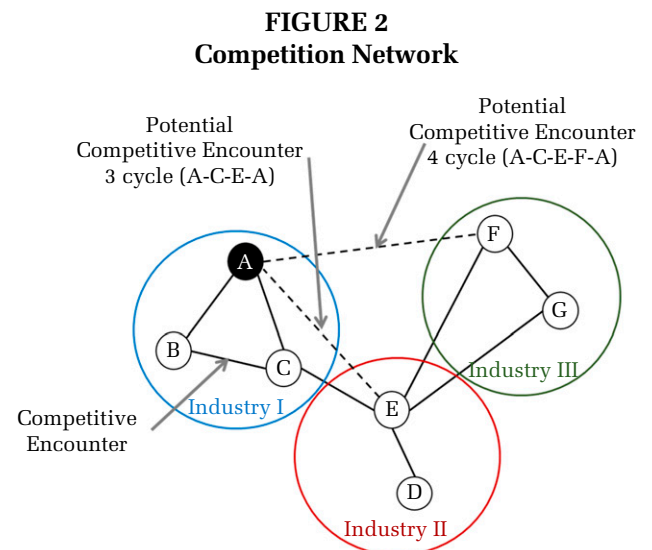 FIGURE 2
Competition Network
Potential
Competitive Encounter
3 cycle (A-C-E-A)
Potential
Competitive Encounter
4 cycle (A-C-E-F-A)
F
A
G
B
C
Industry III
Industry I
E
Competitive
Encounter
D
Industry II